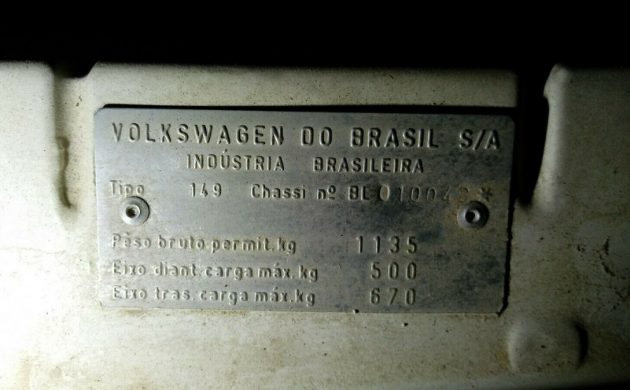 VOLKSWAGEN DO BRASIL S/A
INDÚSTRIA BRASILEIRA
Tipo 149 Chassi nº
Peso bruto permit. kg 1135
Eixo diant. carga máx. kg 500
Eixo tras. carga máx. kg 670